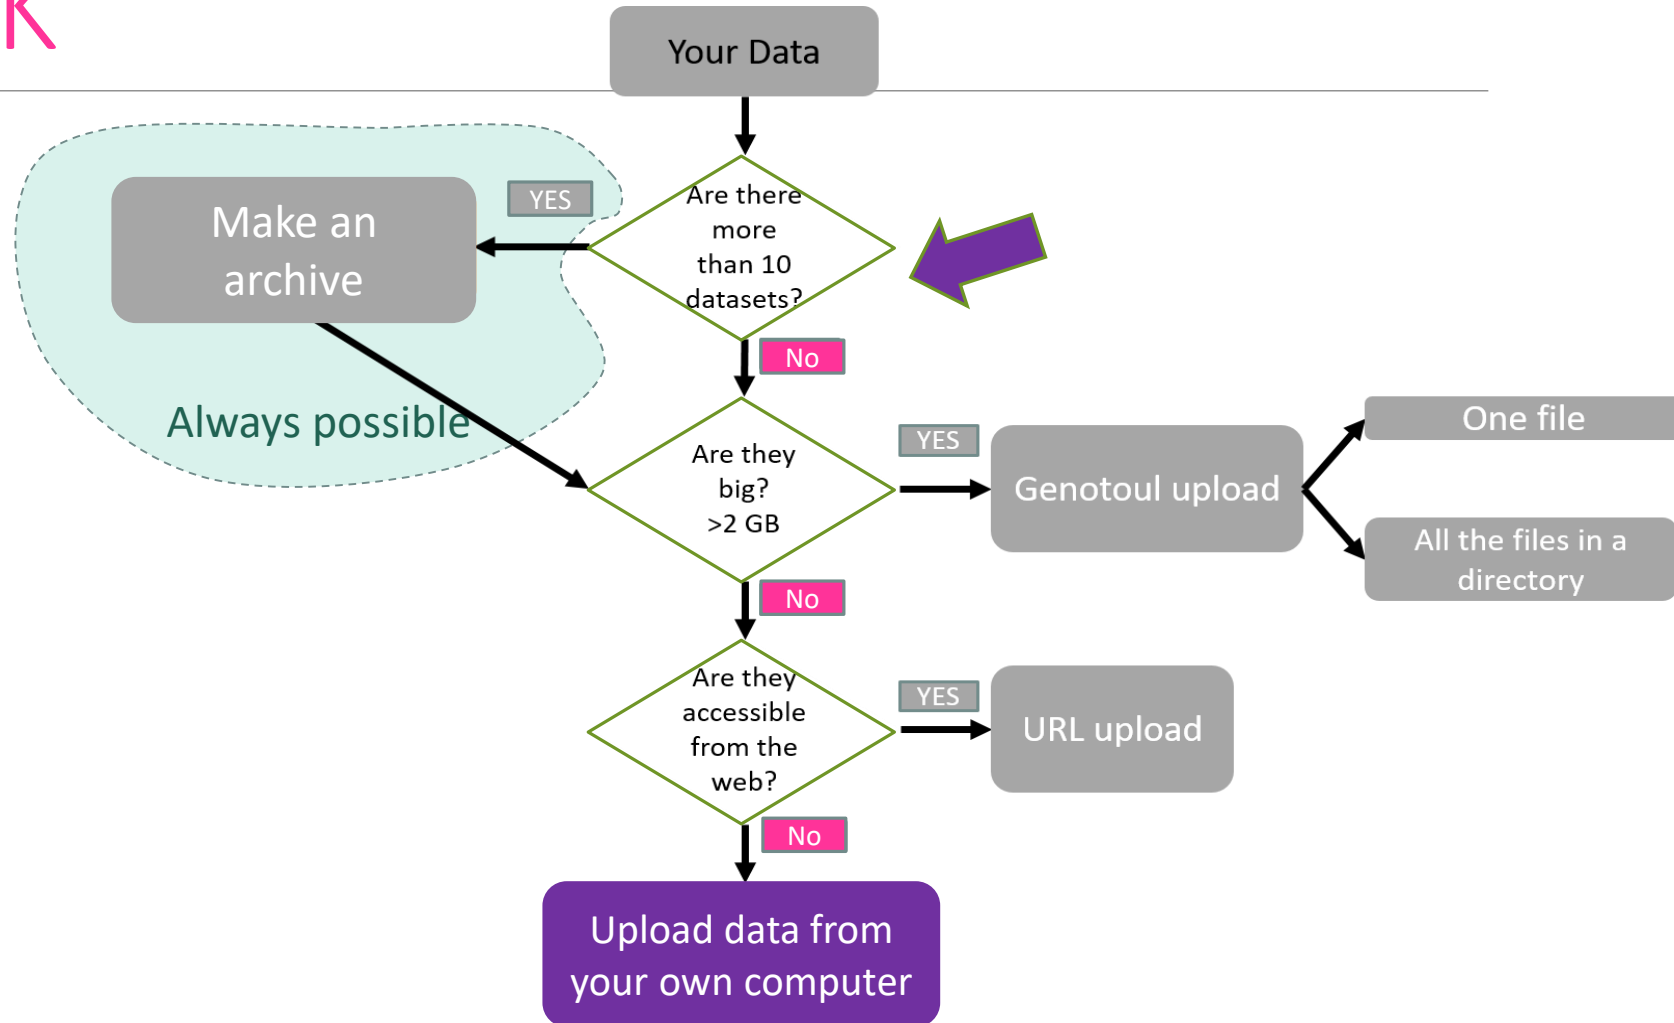 K
Your Data
Are there
more
than 10
datasets?
YES
Make an
archive
Always possible
No
Are they
big?
>2 GB
YES
Genotoul upload
One file
All the files in a
directory
No
Are they
accessible
from the
web?
YES
URL upload
No
Upload data from
your own computer